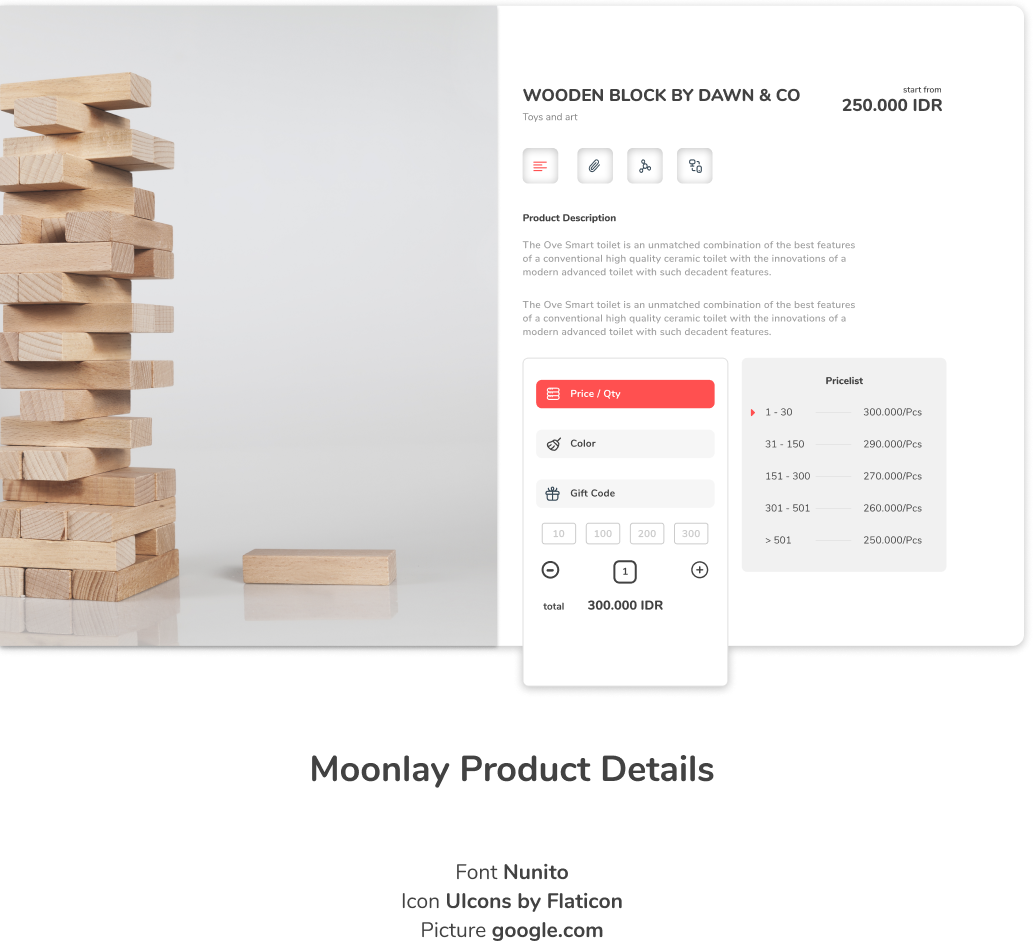 WOODEN BLOCK BY DAWN & CO
Toys and art
start from
250.000 IDR
Product Description
The Ove Smart toilet is an unmatched combination of the best features
of a conventional high quality ceramic toilet with the innovations of a
modern advanced toilet with such decadent features.
The Ove Smart toilet is an unmatched combination of the best features
of a conventional high quality ceramic toilet with the innovations of a
modern advanced toilet with such decadent features.
Price / Qty
Color
Gift Code
10 100 200 300
1
total 300.000 IDR
Pricelist
1 - 30 300.000/Pcs
31 - 150 290.000/Pcs
151 - 300 270.000/Pcs
301 - 501 260.000/Pcs
> 501 250.000/Pcs
Moonlay Product Details
Font Nunito
Icon UIcons by Flaticon
Picture google.com